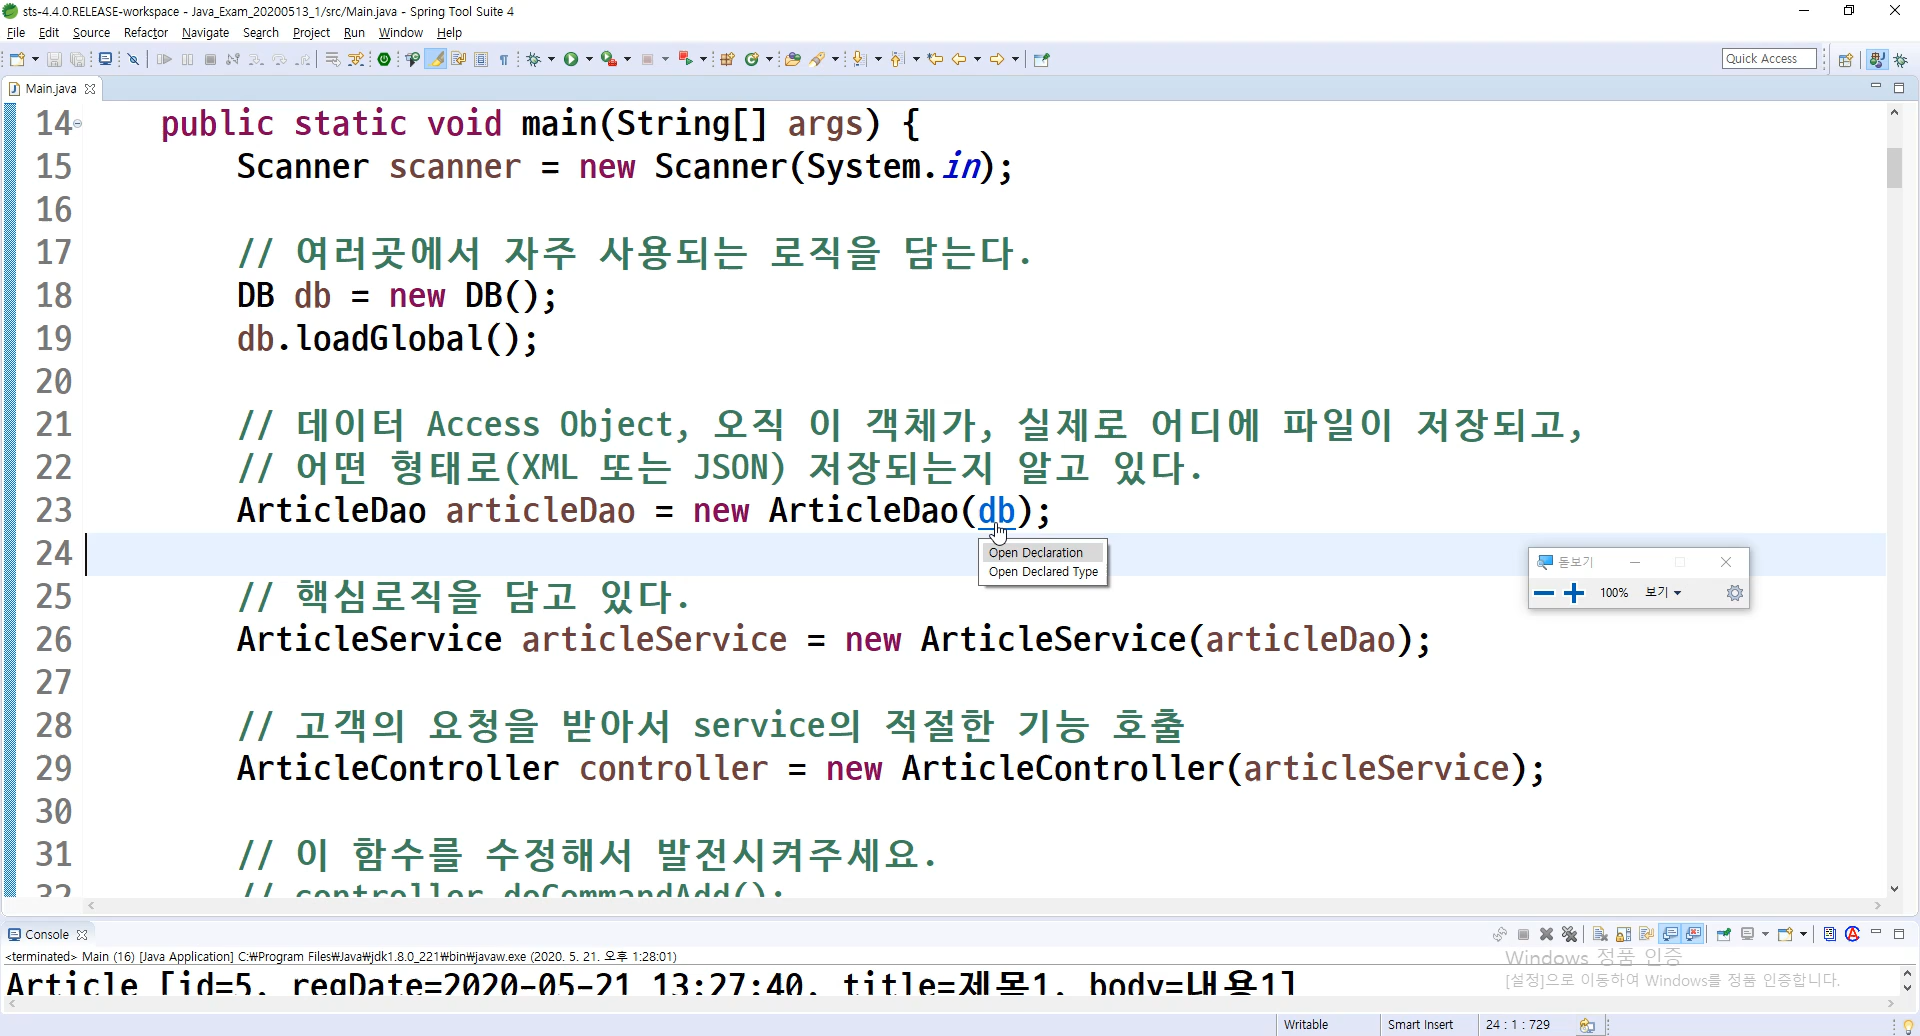 sts-4.4.0.RELEASE-workspace - Java_Exam_20200513_1/src/Main.java - Spring Tool Suite 4
File Edit Source Refactor Navigate Search Project Run Window Help
Quick Access
Main.java
14 public static void main(String[] args) {
15 Scanner scanner = new Scanner(System.in);
16
17 // 여러곳에서 자주 사용되는 로직을 담는다.
18 DB db = new DB();
19 db.loadGlobal();
20
21 // 데이터 Access Object, 오직 이 객체가, 실제로 어디에 파일이 저장되고,
22 // 어떤 형태로(XML 또는 JSON) 저장되는지 알고 있다.
23 ArticleDao articleDao = new ArticleDao(db);
24
Open Declaration
Open Declared Type
돋보기
100% 보기
25 // 핵심로직을 담고 있다.
26 ArticleService articleService = new ArticleService(articleDao);
27
28 // 고객의 요청을 받아서 service의 적절한 기능 호출
29 ArticleController controller = new ArticleController(articleService);
30
31 // 이 함수를 수정해서 발전시켜주세요.
32 // controller.doCommandAdd();
Console
<terminated> Main (16) [Java Application] C:₩Program Files₩Java₩jdk1.8.0_221₩bin₩javaw.exe (2020. 5. 21. 오후 1:28:01)
Windows 정품 인증
[설정]으로 이동하여 Windows를 정품 인증합니다.
Article [id=5, regDate=2020-05-21 13:27:40, title=제목1, body=내용1]
Writable Smart Insert 24 : 1 : 729